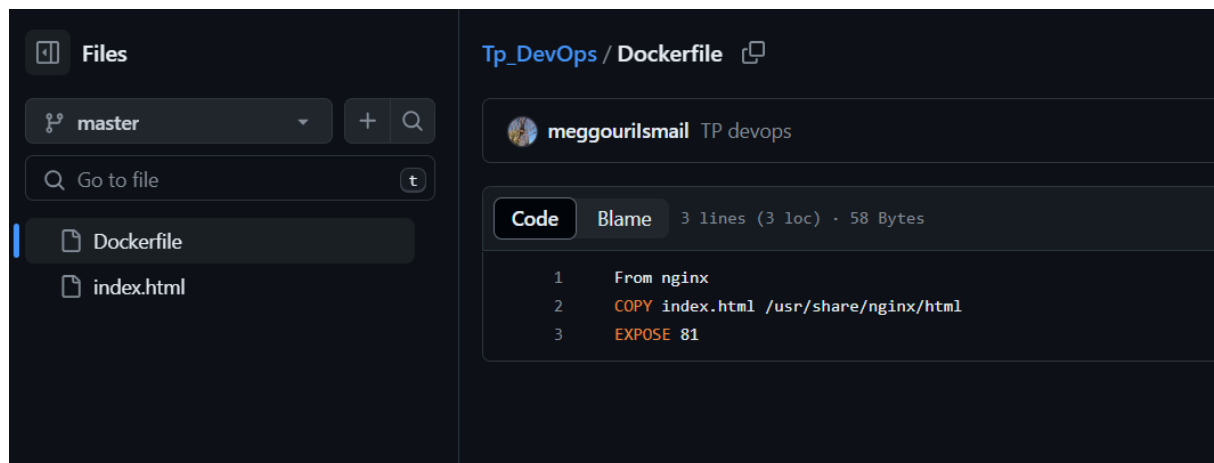 Files
master
Go to file
t
Dockerfile
index.html
Tp_DevOps / Dockerfile
meggouriIsmail TP devops
Code Blame 3 lines (3 loc) · 58 Bytes
1 From nginx
2 COPY index.html /usr/share/nginx/html
3 EXPOSE 81